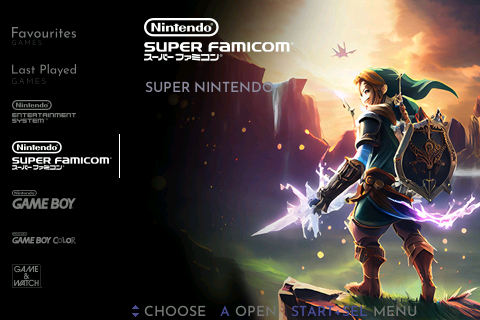 Favourites
GAMES
Last Played
GAMES
Nintendo
ENTERTAINMENT
SYSTEM™
Nintendo
SUPER FAMICOM
スーパーファミコン
Nintendo
GAME BOY
GAME BOY COLOR
GAME &
WATCH
Nintendo
SUPER FAMICOM
スーパーファミコン
SUPER NINTENDO
CHOOSE A OPEN START+SEL MENU